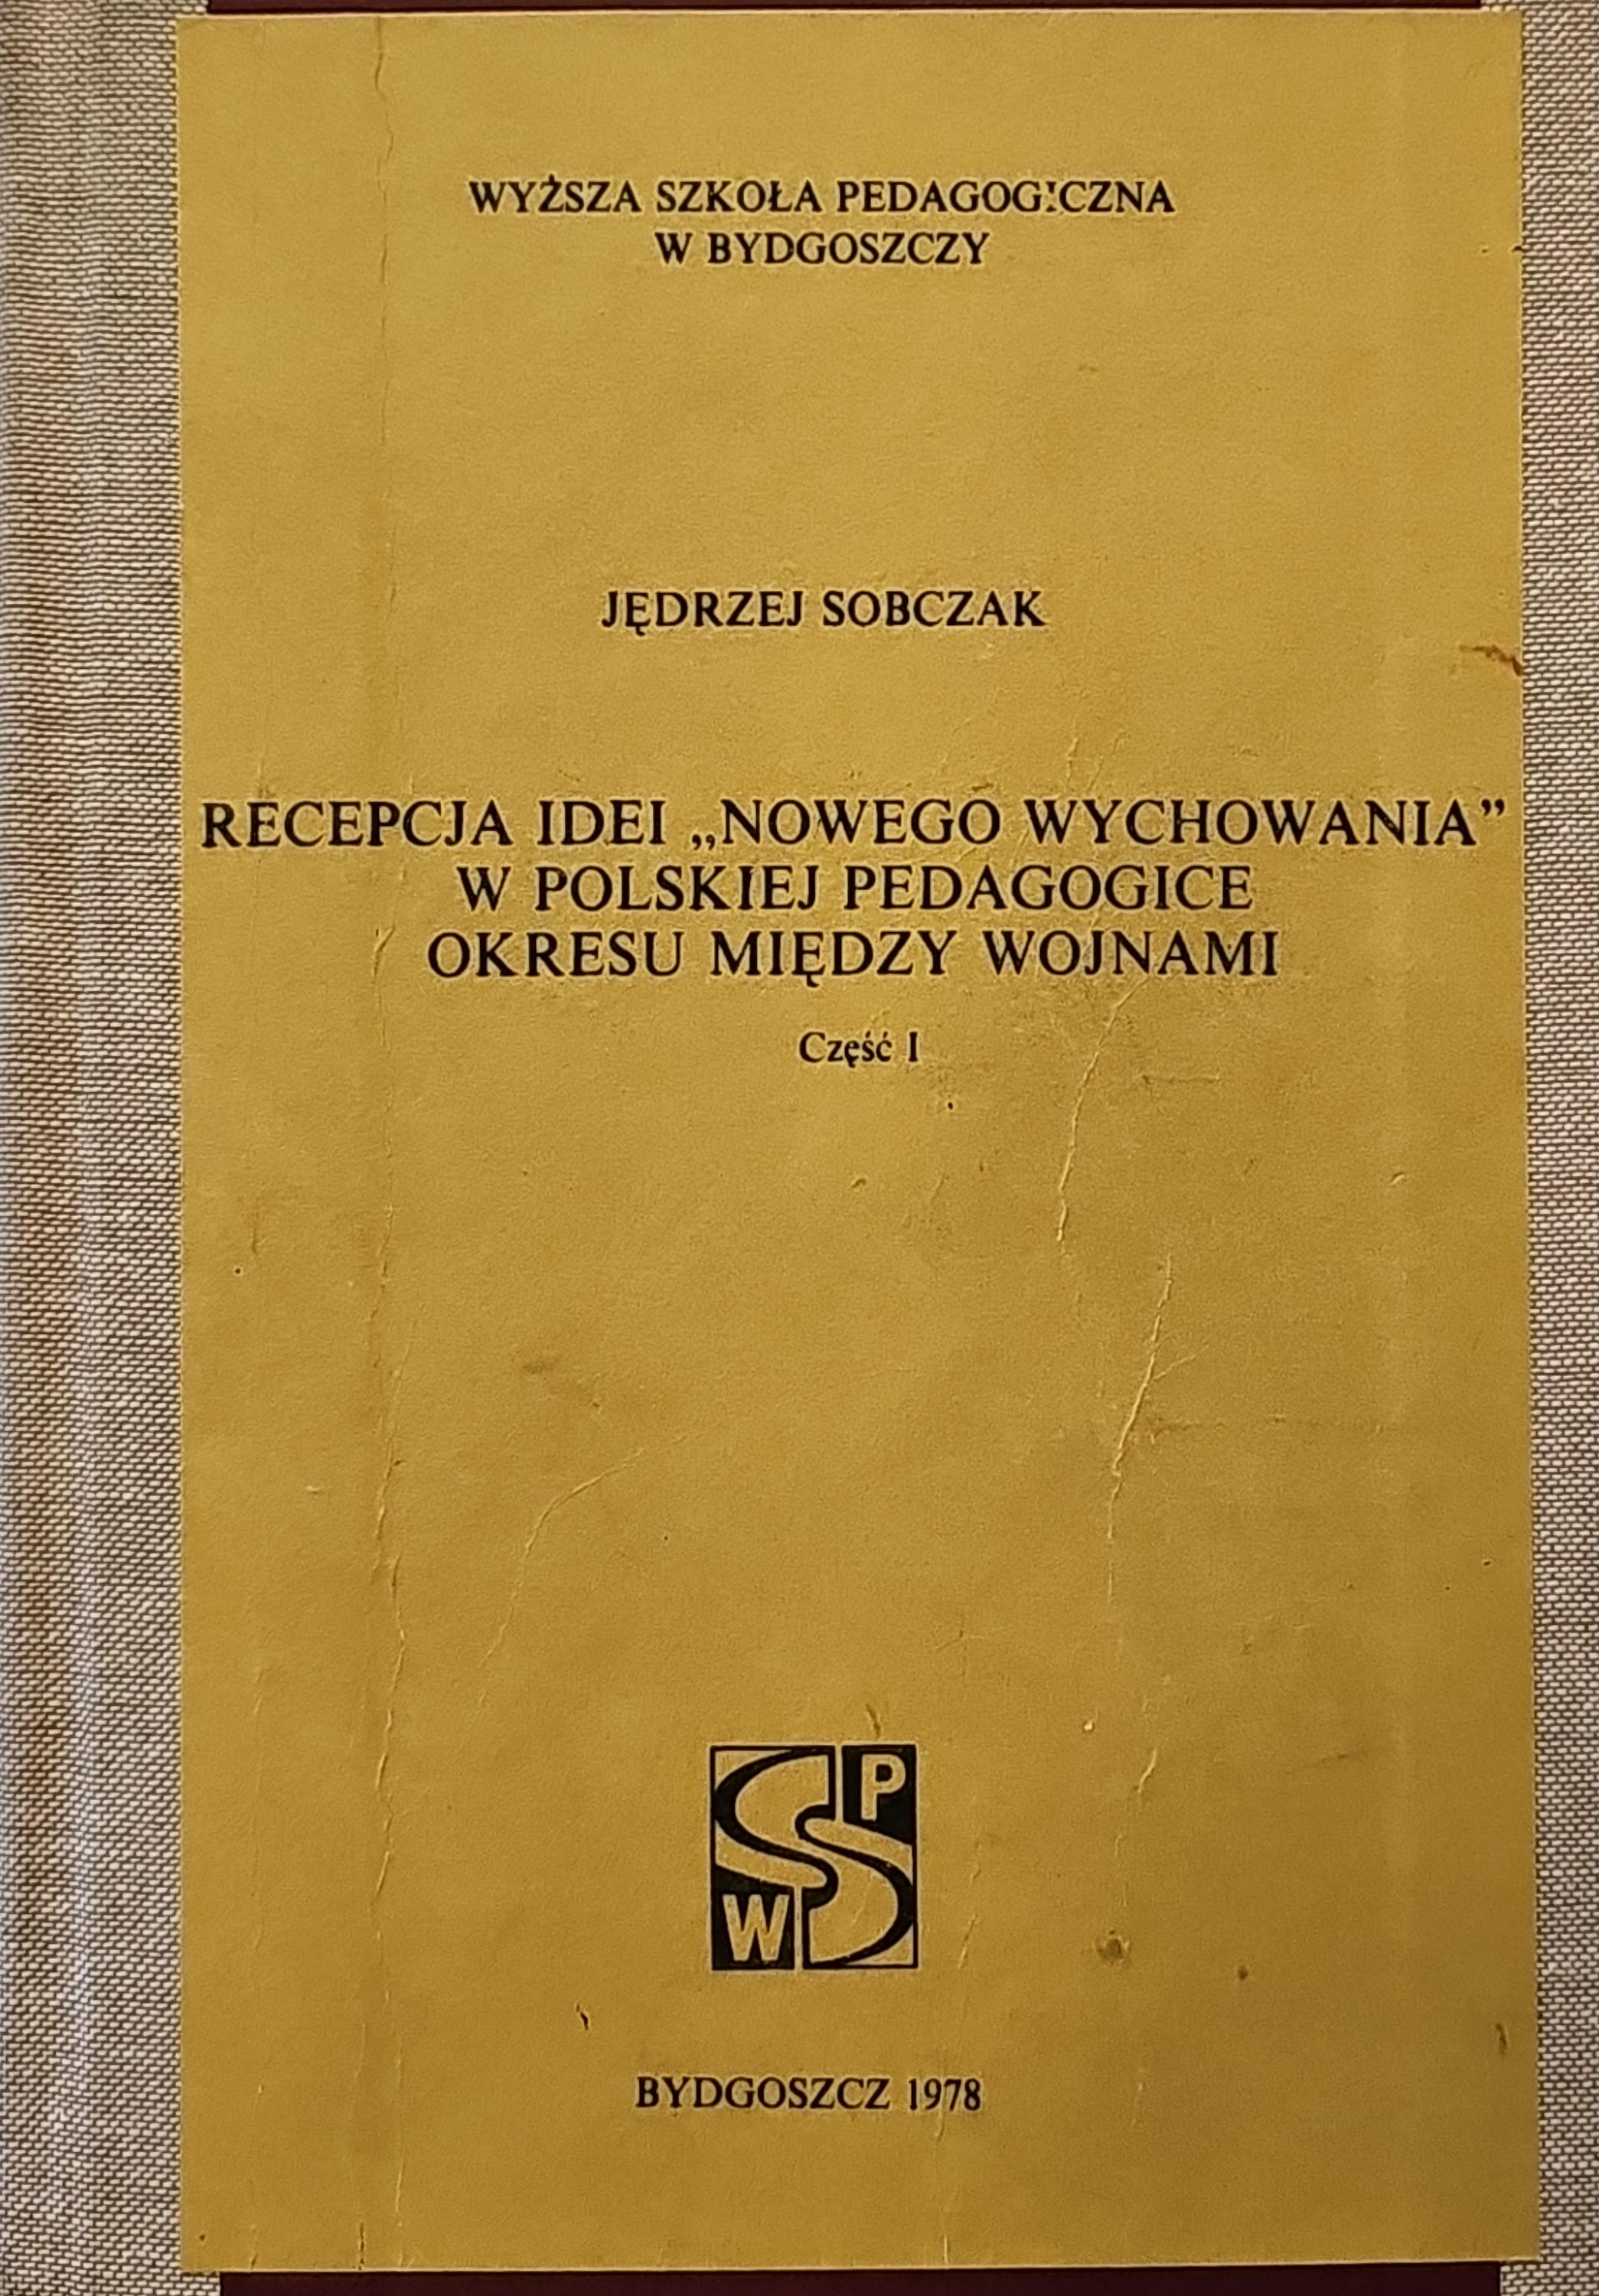 WYŻSZA SZKOŁA PEDAGOGICZNA
W BYDGOSZCZY
JĘDRZEJ SOBCZAK
RECEPCJA IDEI „NOWEGO WYCHOWANIA”
W POLSKIEJ PEDAGOGICE
OKRESU MIĘDZY WOJNAMI
Część I
P
S
W
BYDGOSZCZ 1978